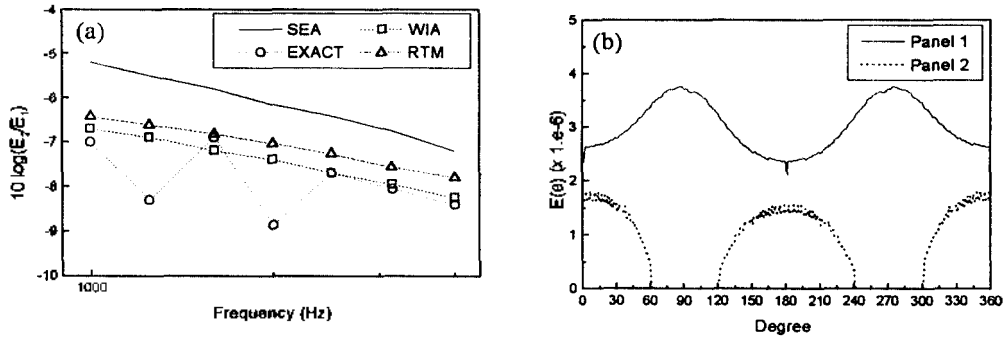 (a)
SEA
WIA
EXACT
RTM
-4
-5
-6
-7
-8
-9
-10
10 log(E₂/E₁)
1000
Frequency (Hz)
(b)
Panel 1
Panel 2
5
4
3
2
1
0
E(θ) (x 1.e-6)
0 30 60 90 120 150 180 210 240 270 300 330 360
Degree